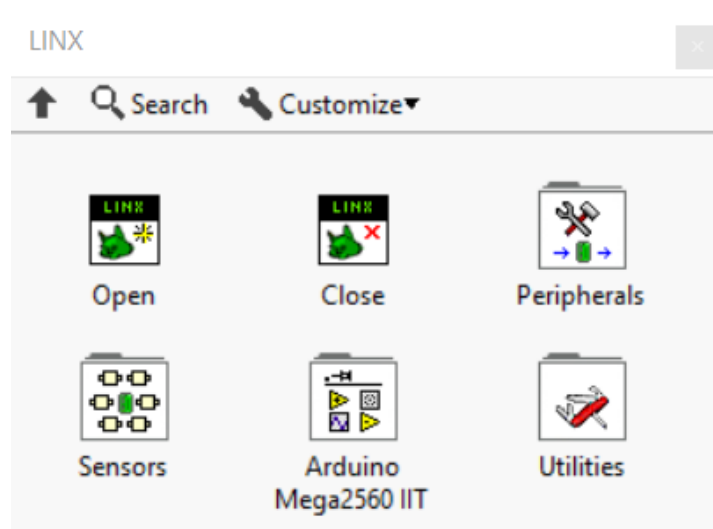 LINX
Search Customize
LINX LINX
Open Close Peripherals
Sensors Arduino Utilities
Mega2560 IIT